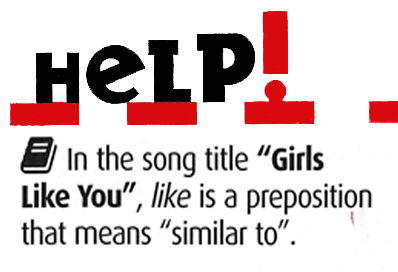 HeLP!
In the song title “Girls
Like You”, like is a preposition
that means “similar to”.